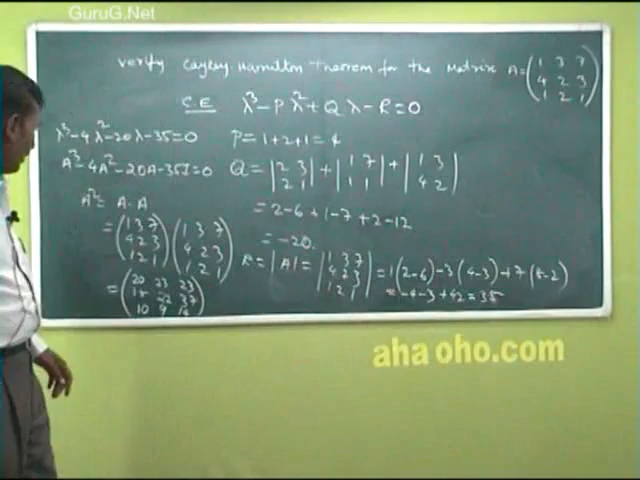 GuruG.Net
verify Cayley-Hamilton theorem for the Matrix A = (1 3 7
4 2 3
1 2 1)
C.E λ³ - Pλ² + Qλ - R = 0
λ³ - 4λ² - 20λ - 35 = 0
A³ - 4A² - 20A - 35I = 0
A² = A · A
= (1 3 7 (1 3 7
4 2 3 4 2 3
1 2 1) 1 2 1)
= (20 23 23
15 22 37
10 9 14)
P = 1 + 2 + 1 = 4
Q = |2 3 + |1 7 + |1 3
2 1| 1 1| 4 2|
= 2 - 6 + 1 - 7 + 2 - 12
= -20.
R = |A| = |1 3 7
4 2 3
1 2 1| = 1(2-6) - 3(4-3) + 7(8-2)
= -4 - 3 + 42 = 35
ahaoho.com